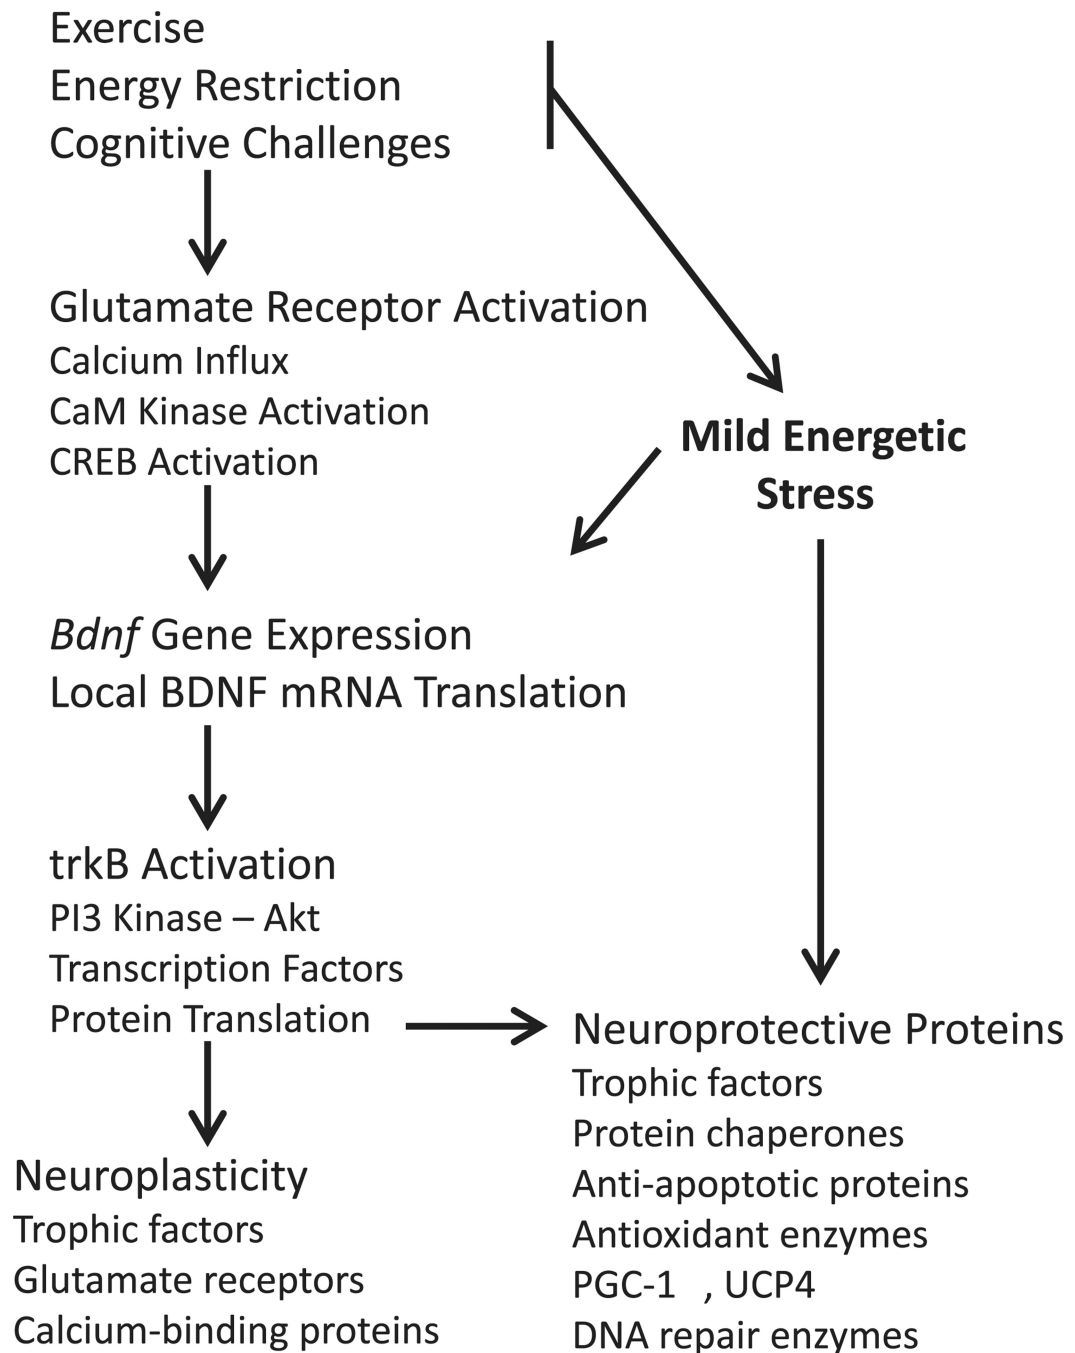 Exercise
Energy Restriction
Cognitive Challenges
Glutamate Receptor Activation
Calcium Influx
CaM Kinase Activation
CREB Activation
Mild Energetic
Stress
Bdnf Gene Expression
Local BDNF mRNA Translation
trkB Activation
PI3 Kinase – Akt
Transcription Factors
Protein Translation
Neuroplasticity
Trophic factors
Glutamate receptors
Calcium-binding proteins
Neuroprotective Proteins
Trophic factors
Protein chaperones
Anti-apoptotic proteins
Antioxidant enzymes
PGC-1 , UCP4
DNA repair enzymes